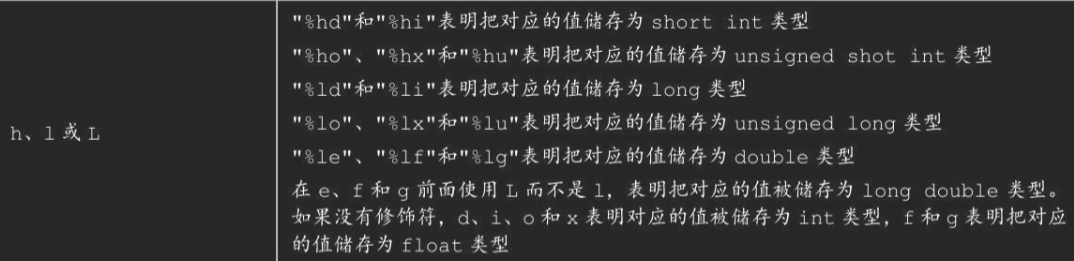 "%hd"和"%hi"表明把对应的值储存为 short int 类型
"%ho"、"%hx"和"%hu"表明把对应的值储存为 unsigned shot int 类型
"%ld"和"%li"表明把对应的值储存为 long 类型
h、l 或 L
"%lo"、"%lx"和"%lu"表明把对应的值储存为 unsigned long 类型
"%le"、"%lf"和"%lg"表明把对应的值储存为 double 类型
在 e、f 和 g 前面使用 L 而不是 l，表明把对应的值被储存为 long double 类型。
如果没有修饰符，d、i、o 和 x 表明对应的值被储存为 int 类型，f 和 g 表明把对应
的值储存为 float 类型